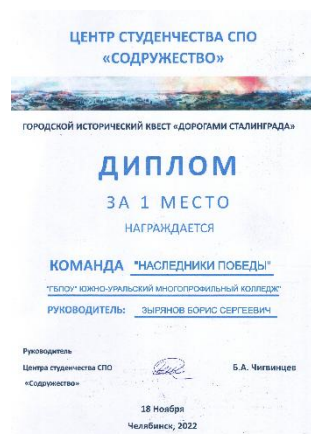 ЦЕНТР СТУДЕНЧЕСТВА СПО
«СОДРУЖЕСТВО»
ГОРОДСКОЙ ИСТОРИЧЕСКИЙ КВЕСТ «ДОРОГАМИ СТАЛИНГРАДА»
ДИПЛОМ
ЗА 1 МЕСТО
НАГРАЖДАЕТСЯ
КОМАНДА "НАСЛЕДНИКИ ПОБЕДЫ"
"ГБПОУ" ЮЖНО-УРАЛЬСКИЙ МНОГОПРОФИЛЬНЫЙ КОЛЛЕДЖ"
РУКОВОДИТЕЛЬ: ЗЫРЯНОВ БОРИС СЕРГЕЕВИЧ
Руководитель
Центра студенчества СПО Б.А. Чигвинцев
«Содружество»
18 Ноября
Челябинск, 2022